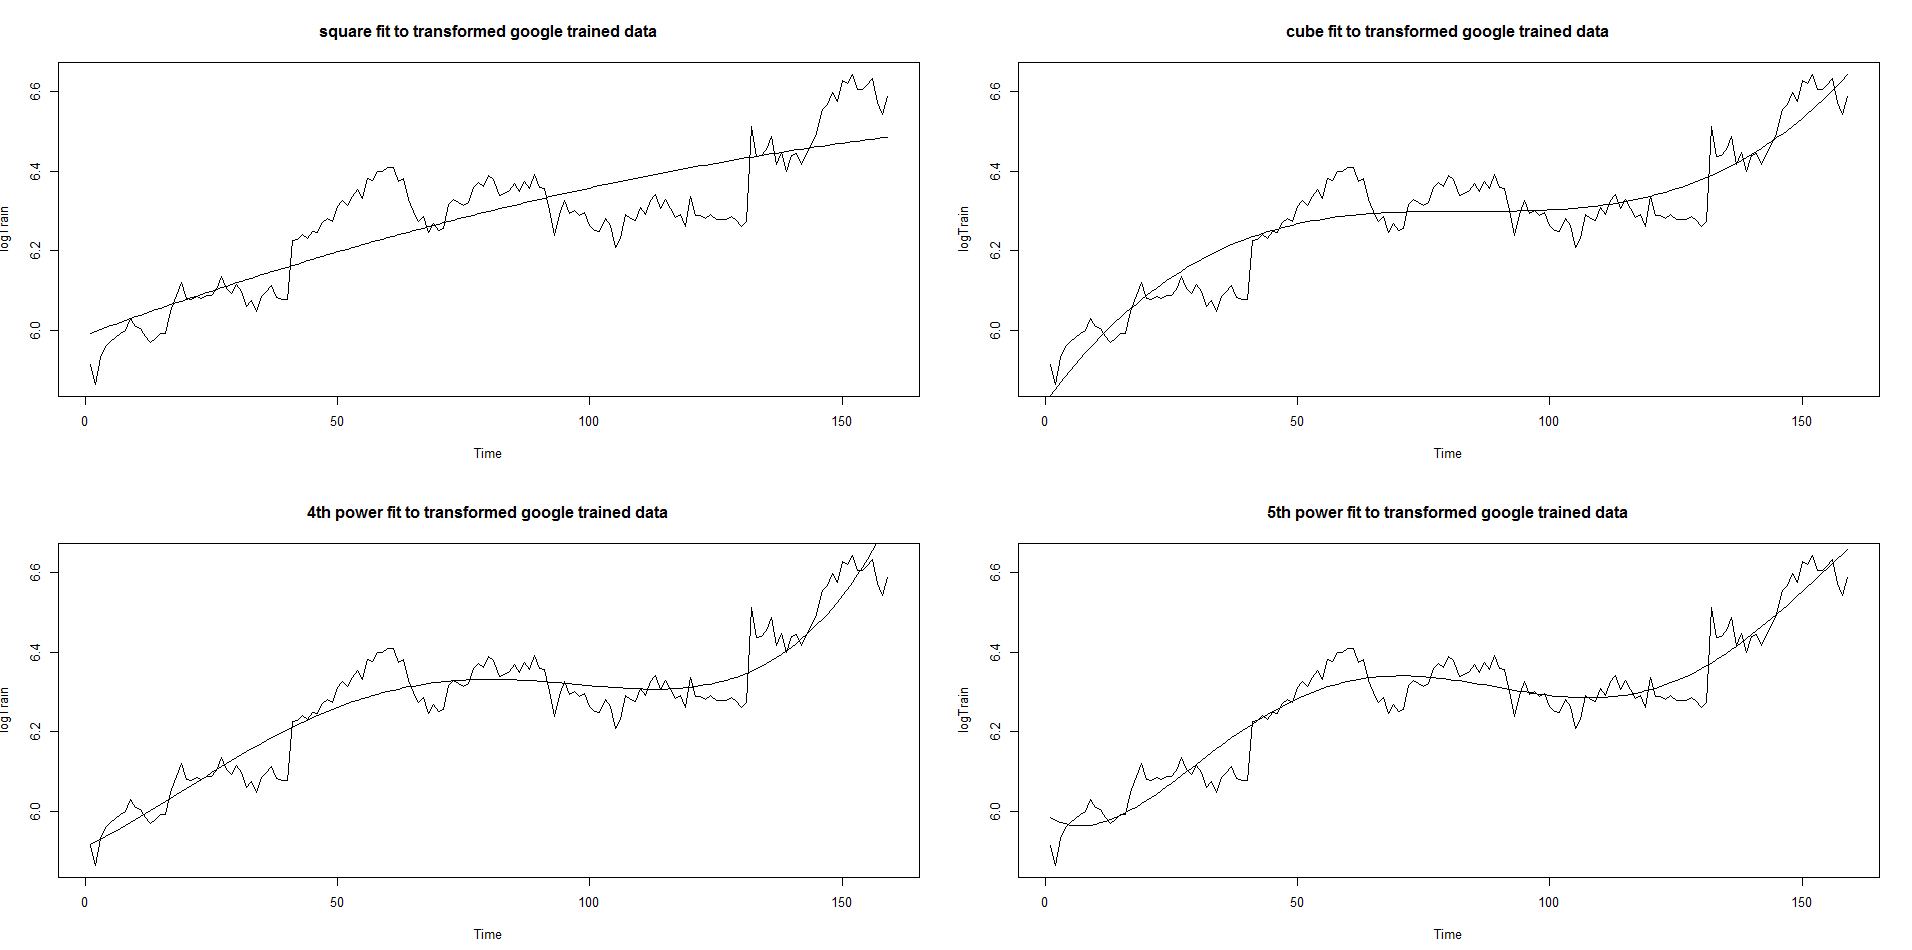 square fit to transformed google trained data
logTrain
6.0 6.2 6.4 6.6
0 50 100 150
Time
cube fit to transformed google trained data
logTrain
6.0 6.2 6.4 6.6
0 50 100 150
Time
4th power fit to transformed google trained data
logTrain
6.0 6.2 6.4 6.6
0 50 100 150
Time
5th power fit to transformed google trained data
logTrain
6.0 6.2 6.4 6.6
0 50 100 150
Time